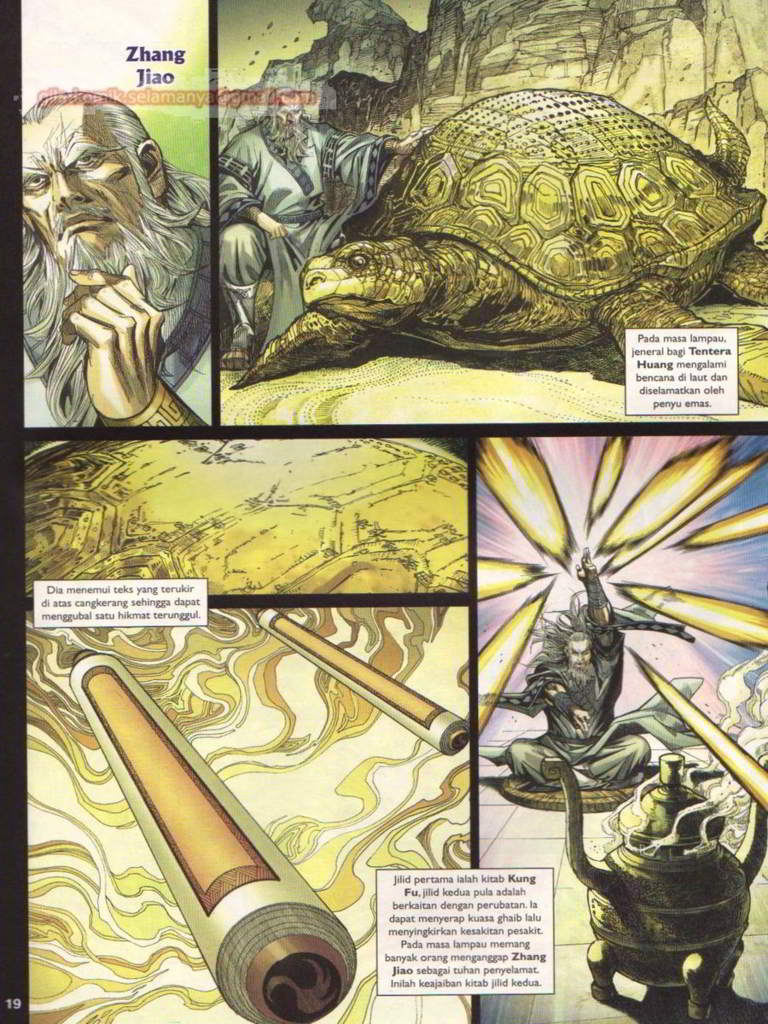 Zhang
Jiao
Pada masa lampau,
jeneral bagi Tentera
Huang mengalami
bencana di laut dan
diselamatkan oleh
penyu emas.
Dia menemui teks yang terukir
di atas cangkerang sehingga dapat
menggubal satu hikmat terunggul.
Jilid pertama ialah kitab Kung
Fu, jilid kedua pula adalah
berkaitan dengan perubatan. Ia
dapat menyerap kuasa ghaib lalu
menyingkirkan kesakitan pesakit.
Pada masa lampau memang
banyak orang menganggap Zhang
Jiao sebagai tuhan penyelamat.
Inilah keajaiban kitab jilid kedua.
19